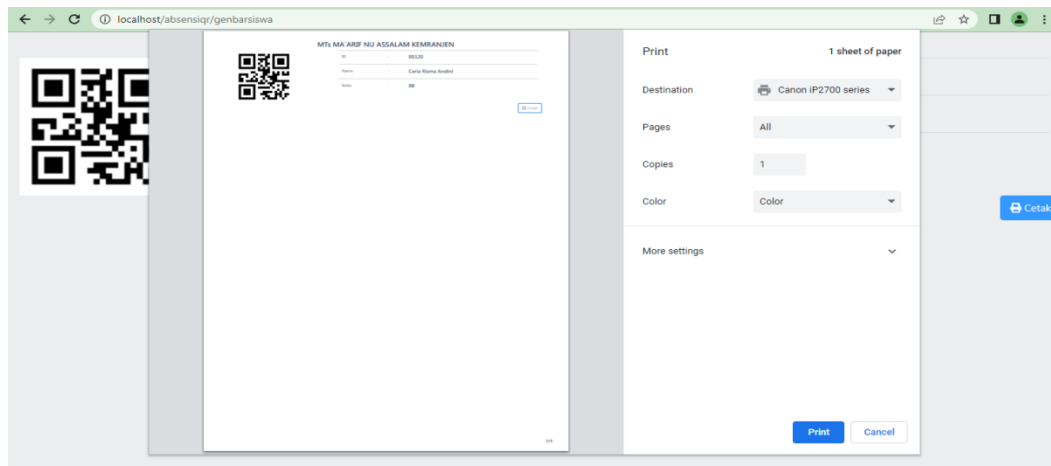 localhost/absensiqr/genbarsiswa
MTs MA'ARIF NU ASSALAM KEMRANJEN
ID : 00120
Nama : Carla Risma Andini
Kelas : 8B
Cetak
1/1
Print
1 sheet of paper
Destination
Canon iP2700 series
Pages
All
Copies
1
Color
Color
More settings
Print
Cancel
Cetak